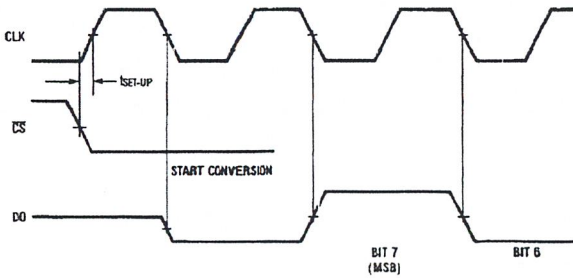 CLK
tSET-UP
CS
START CONVERSION
DO
BIT 7
(MSB)
BIT 6